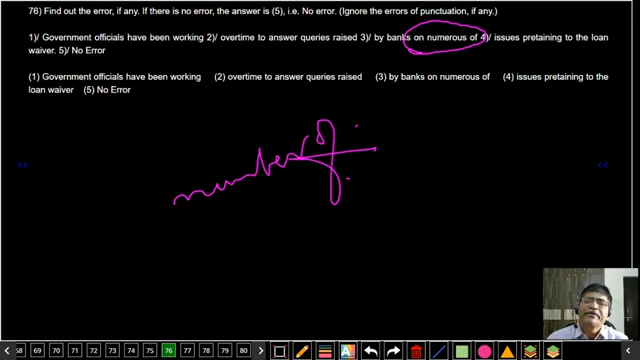 76) Find out the error, if any. If there is no error, the answer is (5), i.e. No error. (Ignore the errors of punctuation, if any.)
1)/ Government officials have been working 2)/ overtime to answer queries raised 3)/ by banks on numerous of 4)/ issues pretaining to the loan
waiver. 5)/ No Error
(1) Government officials have been working (2) overtime to answer queries raised (3) by banks on numerous of (4) issues pretaining to the
loan waiver (5) No Error
number of
>>
<<
< 68 69 70 71 72 73 74 75 76 77 78 79 80 >
A